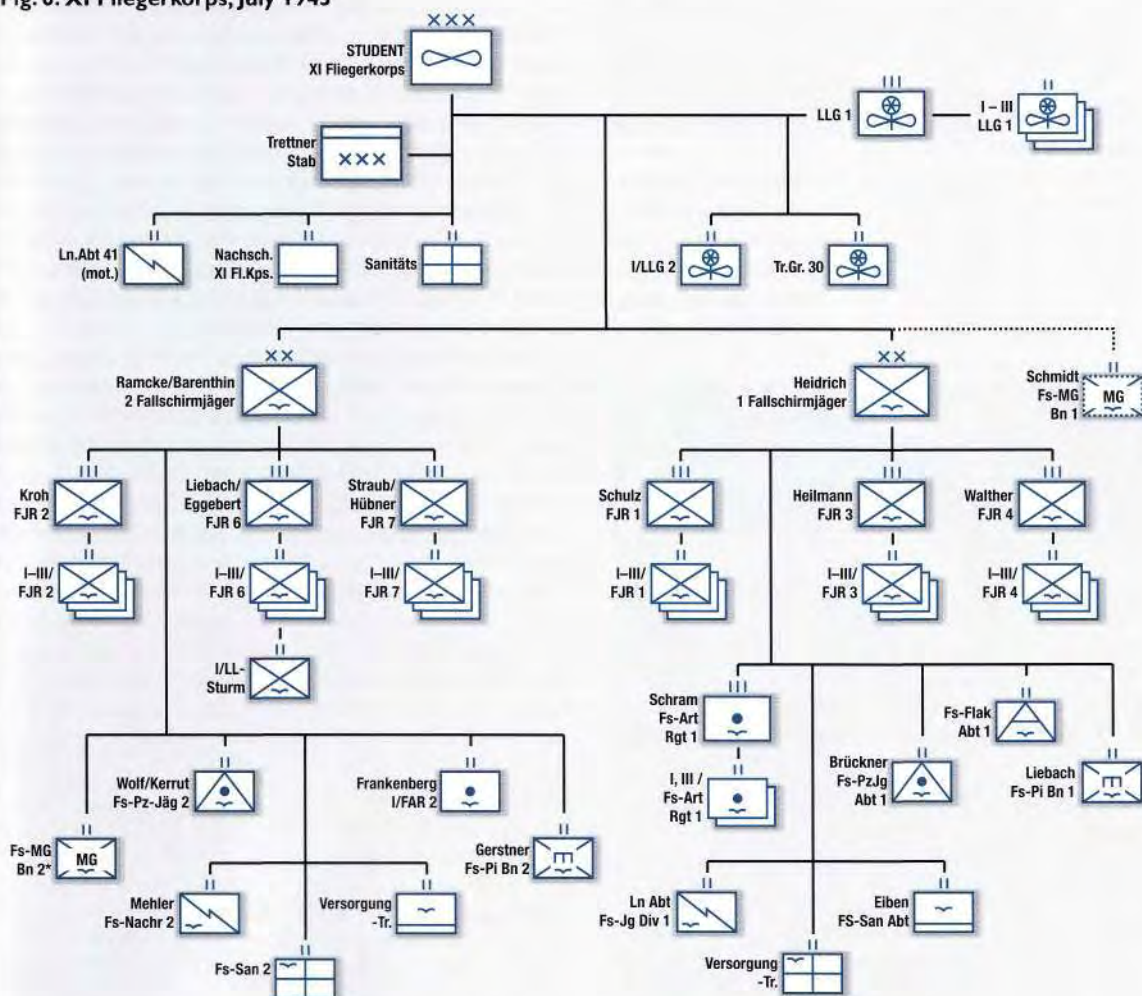 Fig. XI Fliegerkorps, July 1943
STUDENT
XI Fliegerkorps
LLG 1
I – III
LLG 1
Trettner
Stab
Ln.Abt 41
(mot.)
Nachsch.
XI Fl.Kps.
Sanitäts
I/LLG 2
Tr.Gr. 30
Ramcke/Barenthin
2 Fallschirmjäger
Heidrich
1 Fallschirmjäger
Schmidt
Fs-MG
Bn 1
MG
Kroh
FJR 2
Liebach/
Eggebert
FJR 6
Straub/
Hübner
FJR 7
Schulz
FJR 1
Heilmann
FJR 3
Walther
FJR 4
I–III/
FJR 2
I–III/
FJR 6
I–III/
FJR 7
I–III/
FJR 1
I–III/
FJR 3
I–III/
FJR 4
I/LL-
Sturm
Schram
Fs-Art
Rgt 1
Fs-Flak
Abt 1
Wolf/Kerrut
Fs-Pz-Jäg 2
Frankenberg
I/FAR 2
I, III /
Fs-Art
Rgt 1
Brückner
Fs-PzJg
Abt 1
Liebach
Fs-Pi Bn 1
Fs-MG
Bn 2*
MG
Gerstner
Fs-Pi Bn 2
Mehler
Fs-Nachr 2
Versorgung
-Tr.
Ln Abt
Fs-Jg Div 1
Eiben
FS-San Abt
Fs-San 2
Versorgung
-Tr.